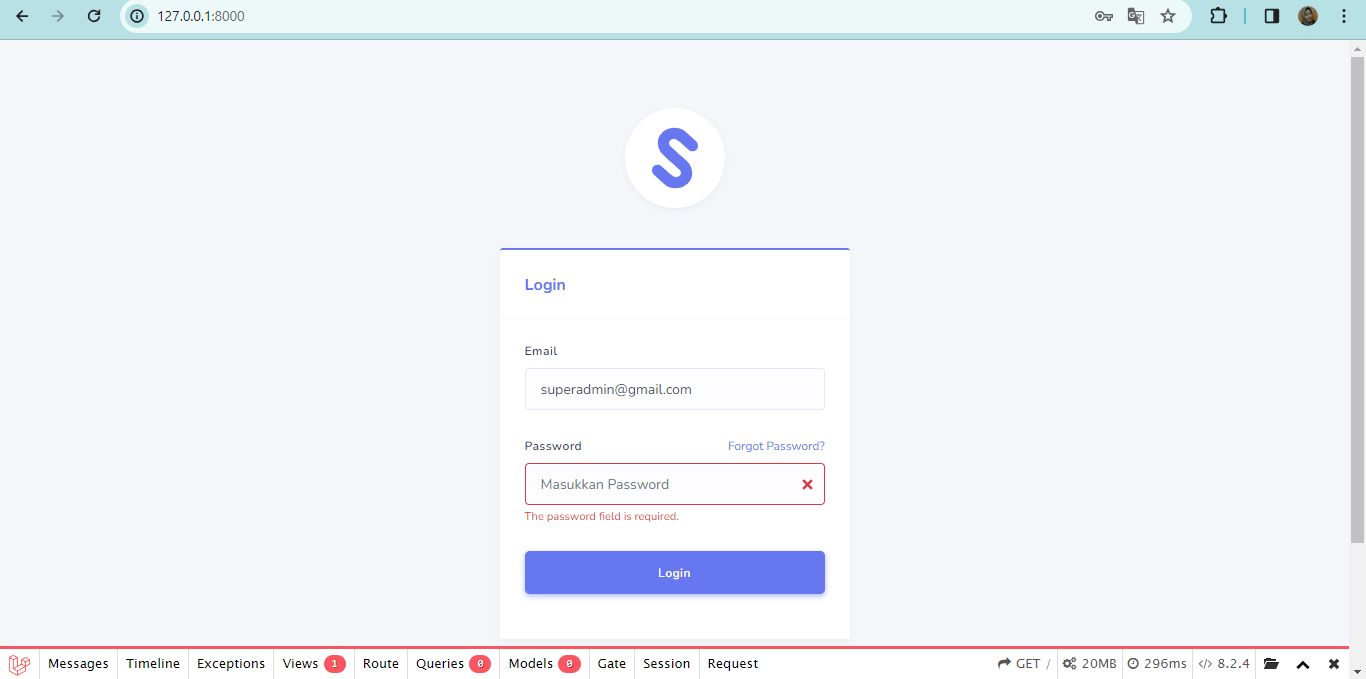 127.0.0.1:8000
S
Login
Email
superadmin@gmail.com
Password Forgot Password?
Masukkan Password
The password field is required.
Login
Messages Timeline Exceptions Views 1 Route Queries 0 Models 0 Gate Session Request GET / 20MB 296ms </> 8.2.4